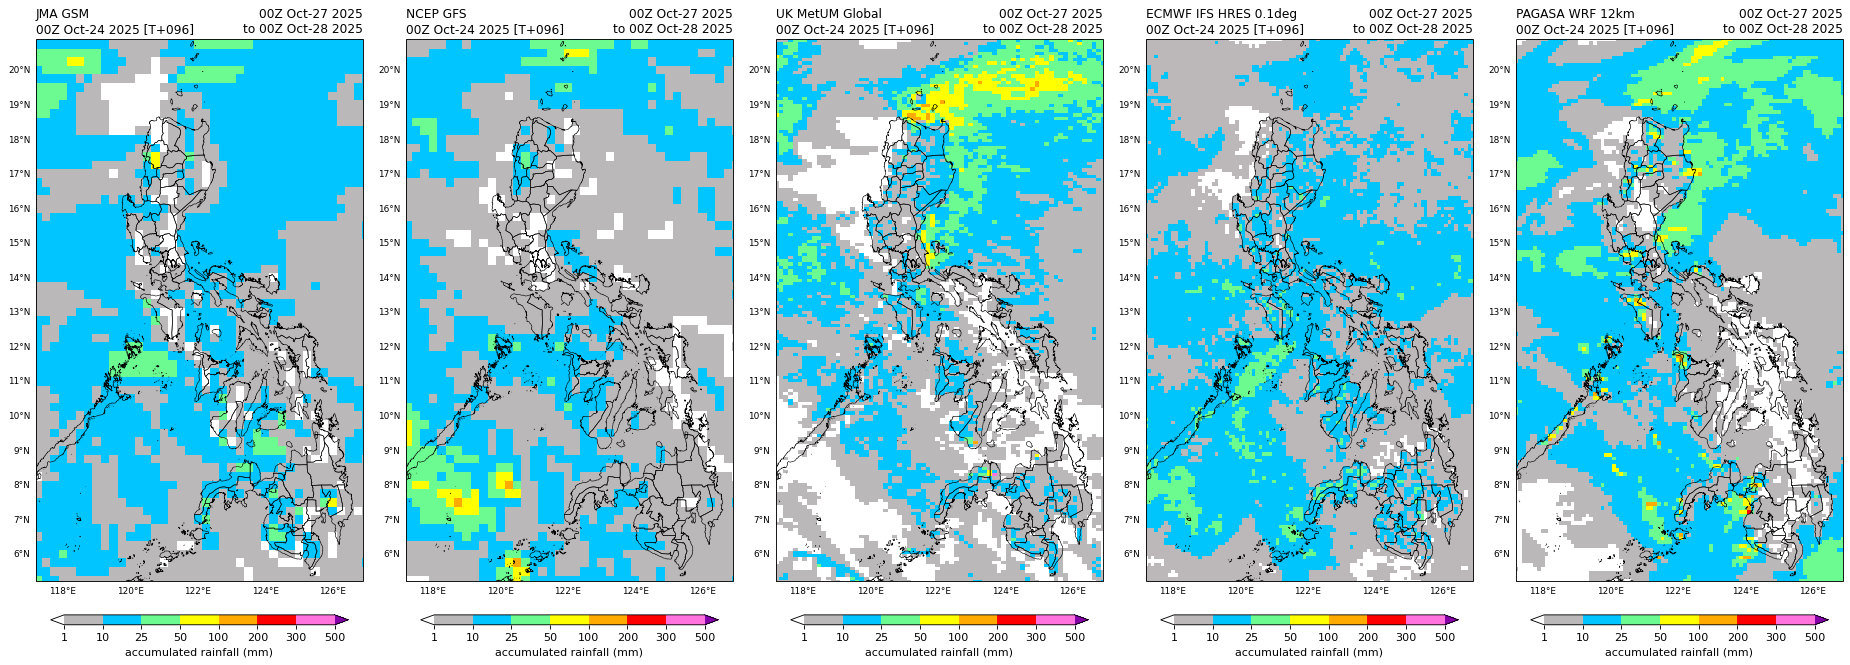 JMA GSM 00Z Oct-27 2025
00Z Oct-24 2025 [T+096] to 00Z Oct-28 2025
20°N
19°N
18°N
17°N
16°N
15°N
14°N
13°N
12°N
11°N
10°N
9°N
8°N
7°N
6°N
118°E 120°E 122°E 124°E 126°E
1 10 25 50 100 200 300 500
accumulated rainfall (mm)
NCEP GFS 00Z Oct-27 2025
00Z Oct-24 2025 [T+096] to 00Z Oct-28 2025
20°N
19°N
18°N
17°N
16°N
15°N
14°N
13°N
12°N
11°N
10°N
9°N
8°N
7°N
6°N
118°E 120°E 122°E 124°E 126°E
1 10 25 50 100 200 300 500
accumulated rainfall (mm)
UK MetUM Global 00Z Oct-27 2025
00Z Oct-24 2025 [T+096] to 00Z Oct-28 2025
20°N
19°N
18°N
17°N
16°N
15°N
14°N
13°N
12°N
11°N
10°N
9°N
8°N
7°N
6°N
118°E 120°E 122°E 124°E 126°E
1 10 25 50 100 200 300 500
accumulated rainfall (mm)
ECMWF IFS HRES 0.1deg 00Z Oct-27 2025
00Z Oct-24 2025 [T+096] to 00Z Oct-28 2025
20°N
19°N
18°N
17°N
16°N
15°N
14°N
13°N
12°N
11°N
10°N
9°N
8°N
7°N
6°N
118°E 120°E 122°E 124°E 126°E
1 10 25 50 100 200 300 500
accumulated rainfall (mm)
PAGASA WRF 12km 00Z Oct-27 2025
00Z Oct-24 2025 [T+096] to 00Z Oct-28 2025
20°N
19°N
18°N
17°N
16°N
15°N
14°N
13°N
12°N
11°N
10°N
9°N
8°N
7°N
6°N
118°E 120°E 122°E 124°E 126°E
1 10 25 50 100 200 300 500
accumulated rainfall (mm)